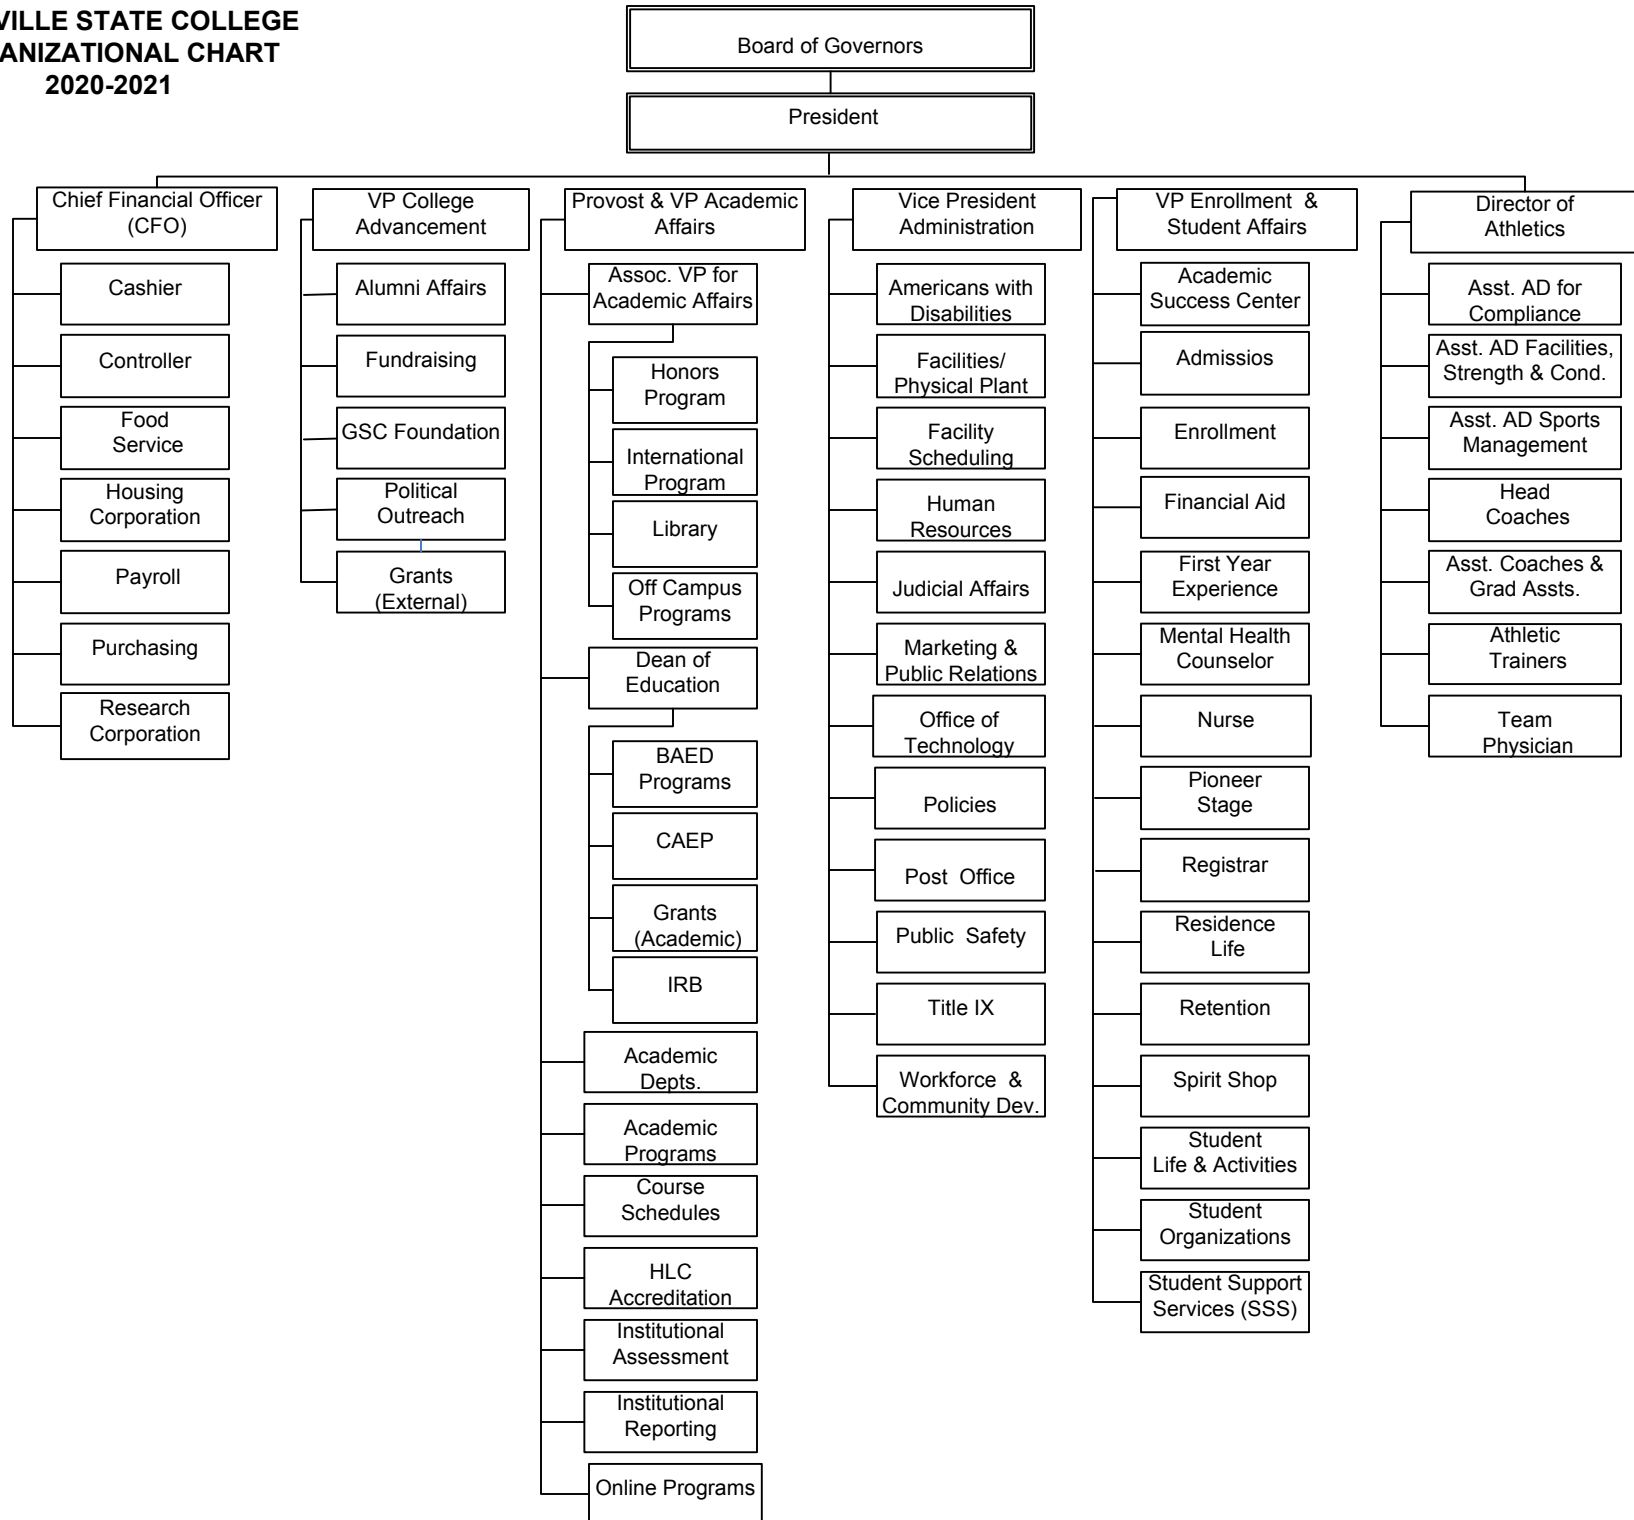 VILLE STATE COLLEGE
ANIZATIONAL CHART
2020-2021
Board of Governors
President
Chief Financial Officer
(CFO)
Cashier
Controller
Food
Service
Housing
Corporation
Payroll
Purchasing
Research
Corporation
VP College
Advancement
Alumni Affairs
Fundraising
GSC Foundation
Political
Outreach
Grants
(External)
Provost & VP Academic
Affairs
Assoc. VP for
Academic Affairs
Honors
Program
International
Program
Library
Off Campus
Programs
Dean of
Education
BAED
Programs
CAEP
Grants
(Academic)
IRB
Academic
Depts.
Academic
Programs
Course
Schedules
HLC
Accreditation
Institutional
Assessment
Institutional
Reporting
Online Programs
Vice President
Administration
Americans with
Disabilities
Facilities/
Physical Plant
Facility
Scheduling
Human
Resources
Judicial Affairs
Marketing &
Public Relations
Office of
Technology
Policies
Post Office
Public Safety
Title IX
Workforce &
Community Dev.
VP Enrollment &
Student Affairs
Academic
Success Center
Admissios
Enrollment
Financial Aid
First Year
Experience
Mental Health
Counselor
Nurse
Pioneer
Stage
Registrar
Residence
Life
Retention
Spirit Shop
Student
Life & Activities
Student
Organizations
Student Support
Services (SSS)
Director of
Athletics
Asst. AD for
Compliance
Asst. AD Facilities,
Strength & Cond.
Asst. AD Sports
Management
Head
Coaches
Asst. Coaches &
Grad Assts.
Athletic
Trainers
Team
Physician